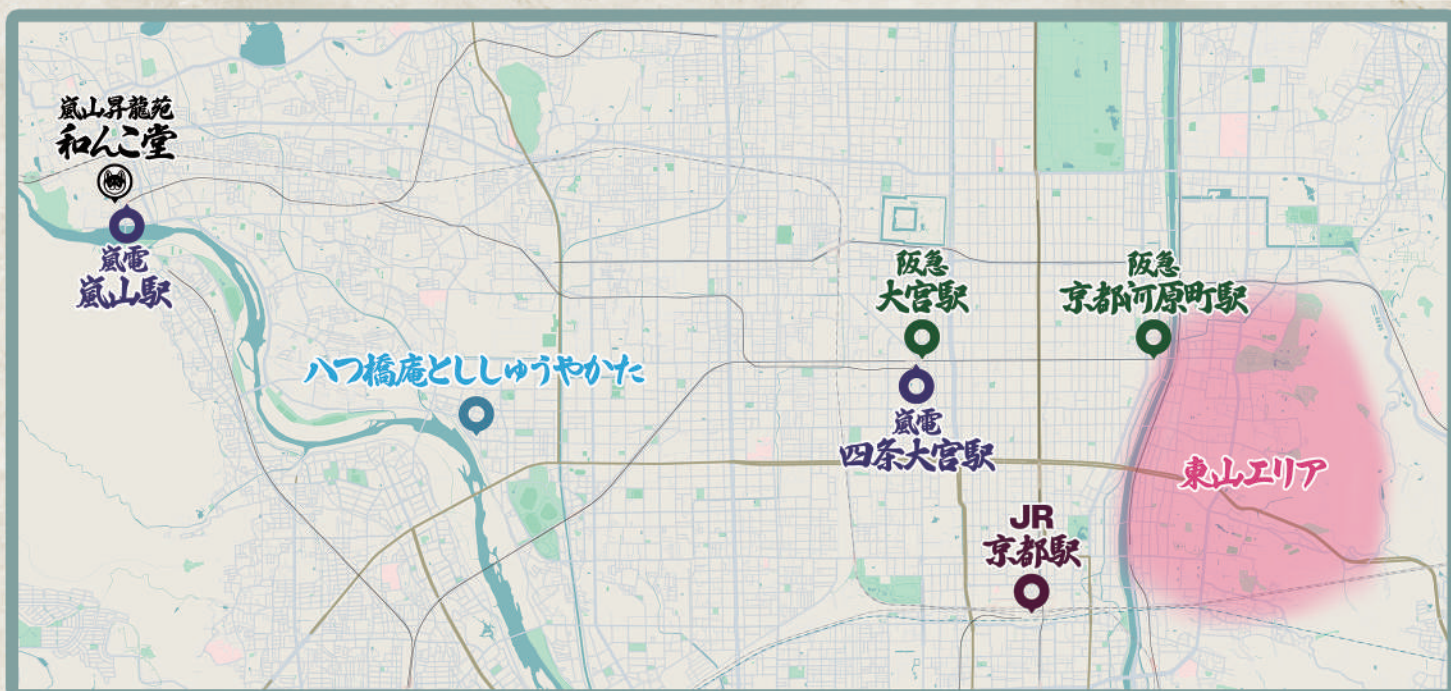 嵐山昇龍苑
和んこ堂
嵐電
嵐山駅
八つ橋庵とししゅうやかた
阪急
大宮駅
嵐電
四条大宮駅
阪急
京都河原町駅
東山エリア
JR
京都駅